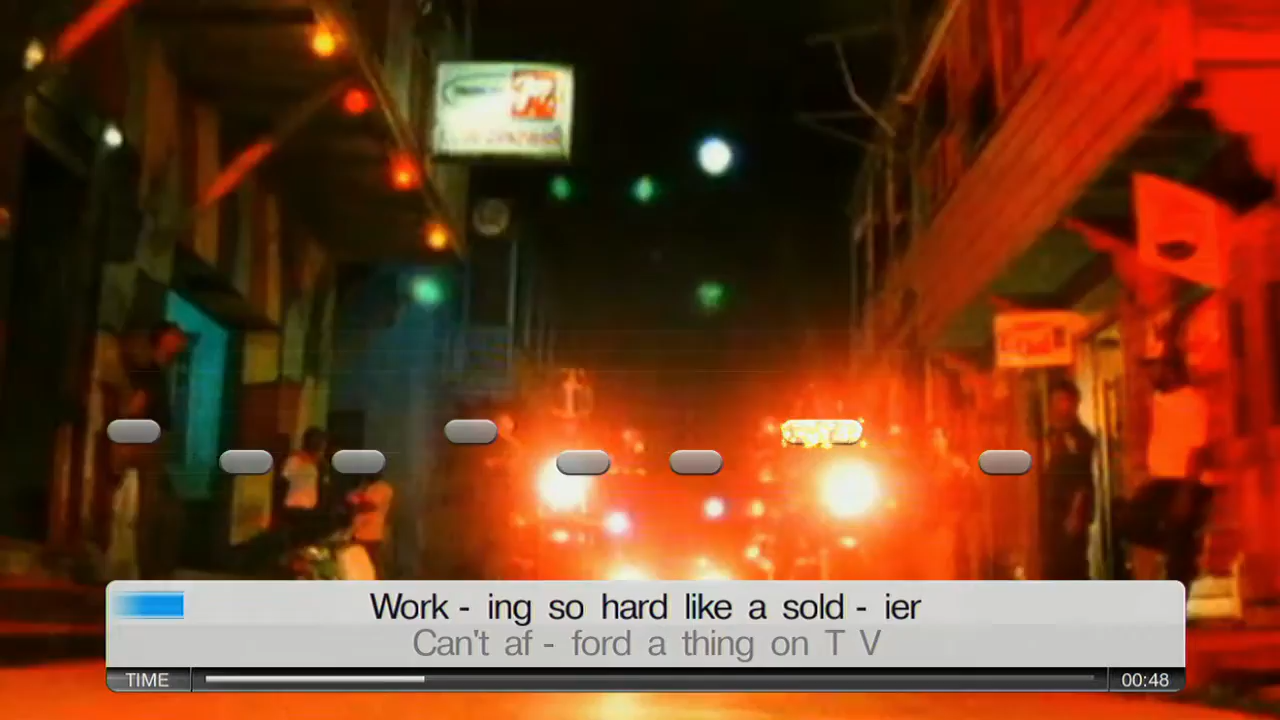 Work - ing so hard like a sold - ier
Can't af - ford a thing on T V
TIME
00:48